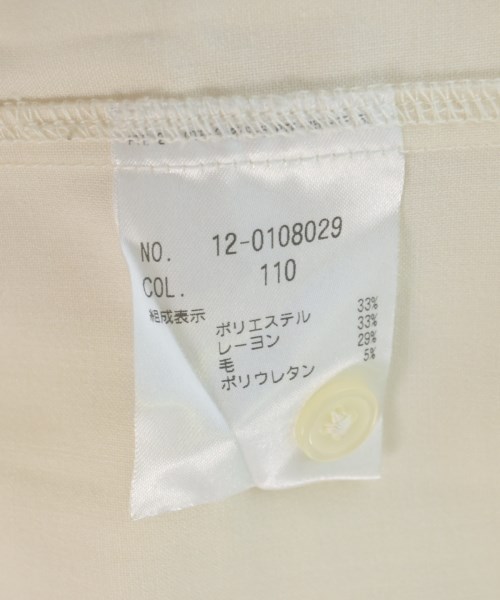 NO. 12-0108029
COL. 110
組成表示
ポリエステル 33%
レーヨン 33%
毛 29%
ポリウレタン 5%